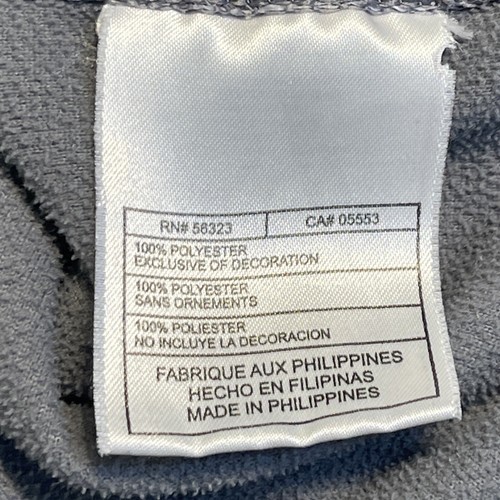 RN# 56323 CA# 05553
100% POLYESTER
EXCLUSIVE OF DECORATION
100% POLYESTER
SANS ORNEMENTS
100% POLIESTER
NO INCLUYE LA DECORACION
FABRIQUE AUX PHILIPPINES
HECHO EN FILIPINAS
MADE IN PHILIPPINES